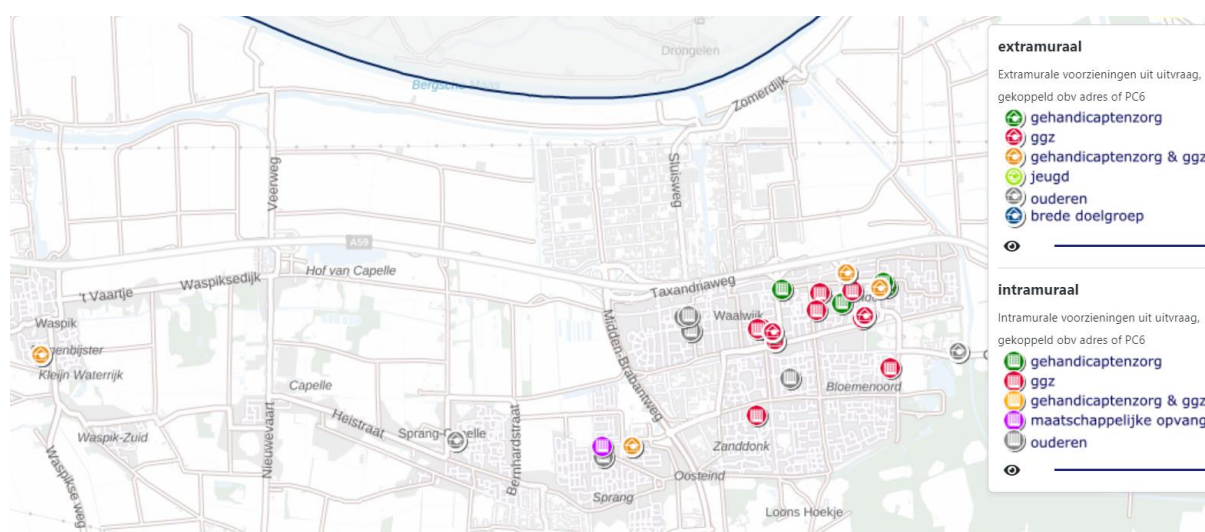 Drongelen
Bergsche Maas
Zomerdijk
Veerweg
Sluisweg
A59
Hof van Capelle
Waspiksedijk
't Vaartje
Taxandriaweg
Waspik
Waalwijk
Midden-Brabantweg
Kleijn Waterrijk
Capelle
Bloemenoord
Heistraat
Waspik-Zuid
Nieuwevaart
Bernhardstraat
Zanddonk
Oosteind
Waspikse weg
Sprang
Loons Hoekje
extramuraal
Extramurale voorzieningen uit uitvraag,
gekoppeld obv adres of PC6
gehandicaptenzorg
ggz
gehandicaptenzorg & ggz
jeugd
ouderen
brede doelgroep
intramuraal
Intramurale voorzieningen uit uitvraag,
gekoppeld obv adres of PC6
gehandicaptenzorg
ggz
gehandicaptenzorg & ggz
maatschappelijke opvang
ouderen